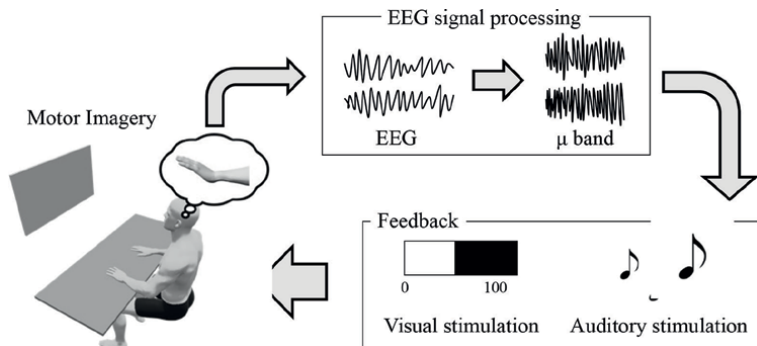 EEG signal processing
Motor Imagery
EEG
μ band
Feedback
0
100
Visual stimulation
Auditory stimulation